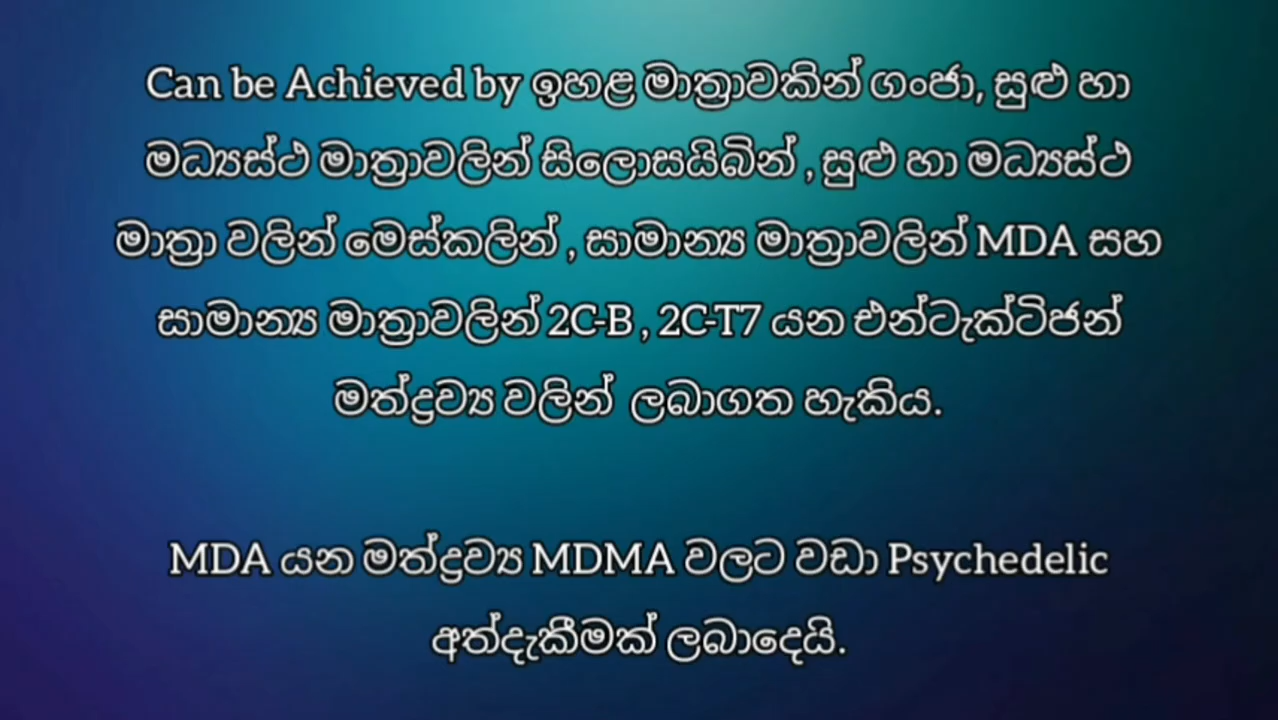 Can be Achieved by ඉහළ මාත්‍රාවකින් ගංජා, සුළු හා
මධ්‍යස්ථ මාත්‍රාවලින් සිලොසයිබින් , සුළු හා මධ්‍යස්ථ
මාත්‍රා වලින් මෙස්කලින් , සාමාන්‍ය මාත්‍රාවලින් MDA සහ
සාමාන්‍ය මාත්‍රාවලින් 2C-B , 2C-T7 යන එන්ටැක්ටිජන්
මත්ද්‍රව්‍ය වලින් ලබාගත හැකිය.
MDA යන මත්ද්‍රව්‍ය MDMA වලට වඩා Psychedelic
අත්දැකීමක් ලබාදෙයි.